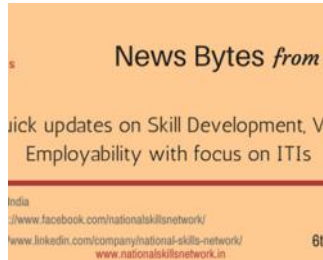 s
News Bytes from
uick updates on Skill Development, V
Employability with focus on ITIs
India
://www.facebook.com/nationalskillsnetwork/
/www.linkedin.com/company/national-skills-network/
6t
www.nationalskillsnetwork.in